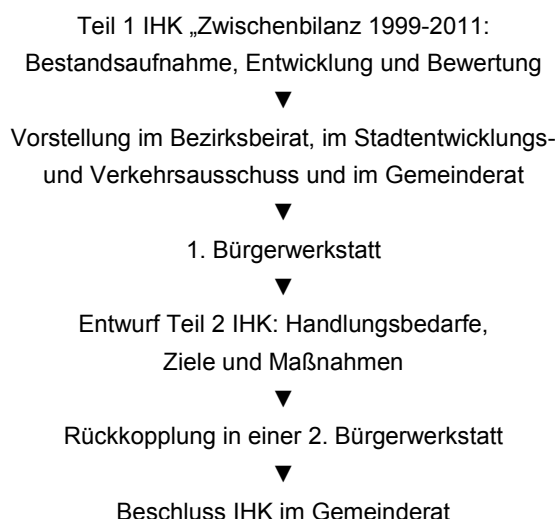 Teil 1 IHK „Zwischenbilanz 1999-2011:
Bestandsaufnahme, Entwicklung und Bewertung
▼
Vorstellung im Bezirksbeirat, im Stadtentwicklungs-
und Verkehrsausschuss und im Gemeinderat
▼
1. Bürgerwerkstatt
▼
Entwurf Teil 2 IHK: Handlungsbedarfe,
Ziele und Maßnahmen
▼
Rückkopplung in einer 2. Bürgerwerkstatt
▼
Beschluss IHK im Gemeinderat